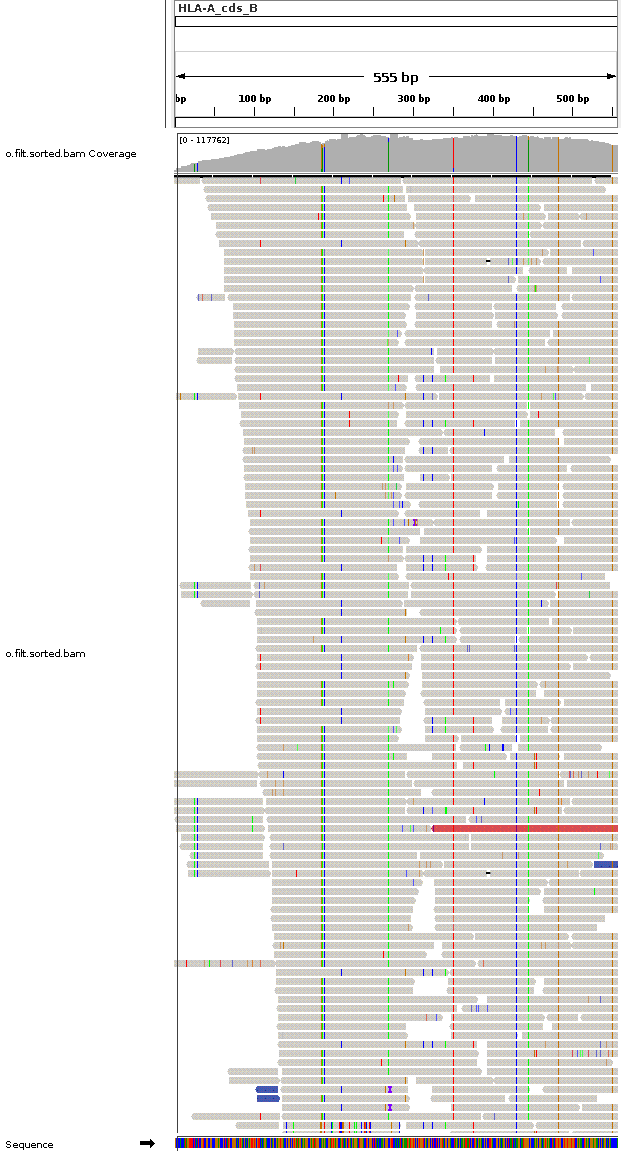 HLA-A_cds_B
555 bp
bp 100 bp 200 bp 300 bp 400 bp 500 bp
[0 - 117762]
o.filt.sorted.bam Coverage
o.filt.sorted.bam
Sequence